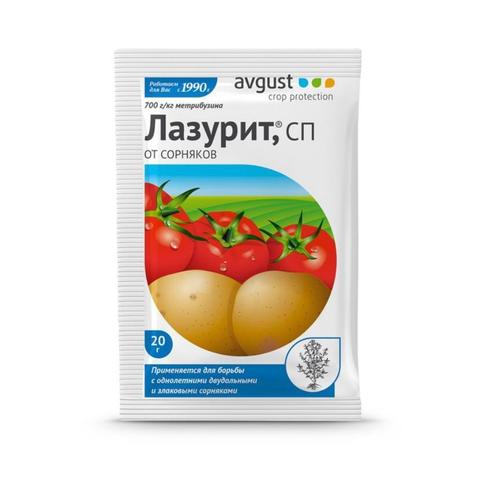 Работаем
для Вас с 1990г.
avgust
crop protection
700 г/кг метрибузина
Лазурит,® СП
ОТ СОРНЯКОВ
20
г
Применяется для борьбы
с однолетними двудольными
и злаковыми сорняками